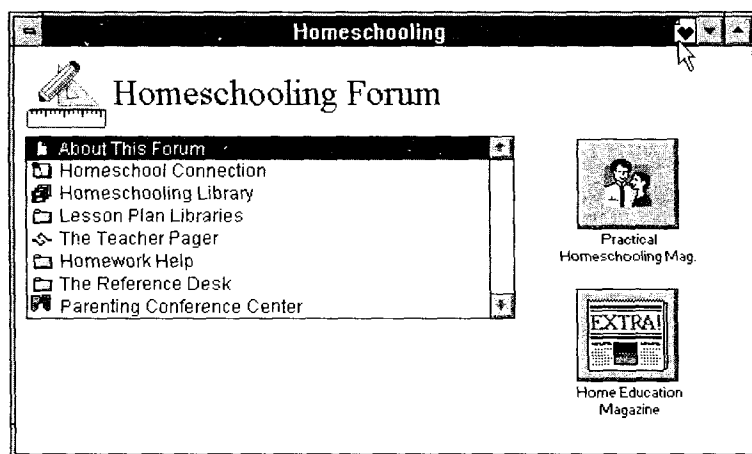 Homeschooling
Homeschooling Forum
About This Forum
Homeschool Connection
Homeschooling Library
Lesson Plan Libraries
The Teacher Pager
Homework Help
The Reference Desk
Parenting Conference Center
Practical
Homeschooling Mag.
EXTRA!
Home Education
Magazine